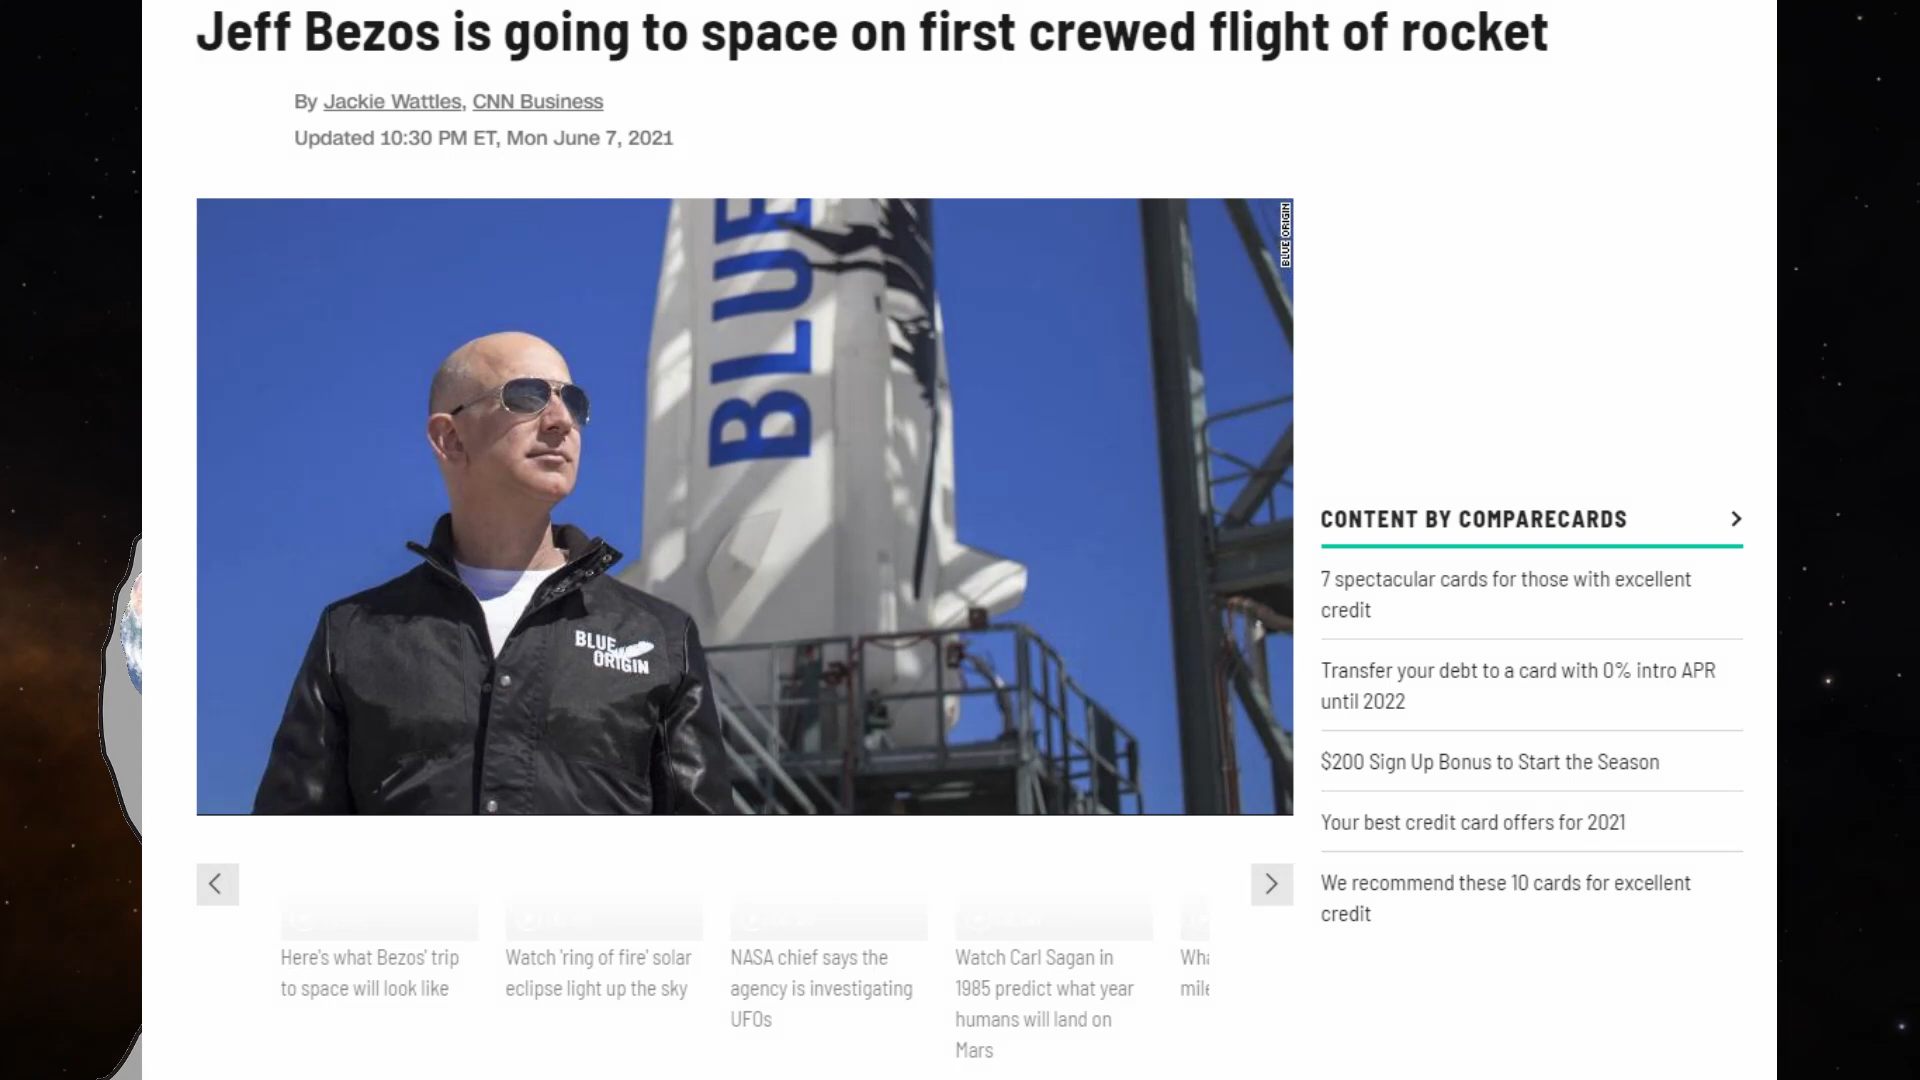 Jeff Bezos is going to space on first crewed flight of rocket
By Jackie Wattles, CNN Business
Updated 10:30 PM ET, Mon June 7, 2021
BLUE ORIGIN
BLUE
BLUE
ORIGIN
CONTENT BY COMPARECARDS
7 spectacular cards for those with excellent
credit
Transfer your debt to a card with 0% intro APR
until 2022
$200 Sign Up Bonus to Start the Season
Your best credit card offers for 2021
We recommend these 10 cards for excellent
credit
Here's what Bezos' trip
to space will look like
Watch 'ring of fire' solar
eclipse light up the sky
NASA chief says the
agency is investigating
UFOs
Watch Carl Sagan in
1985 predict what year
humans will land on
Mars